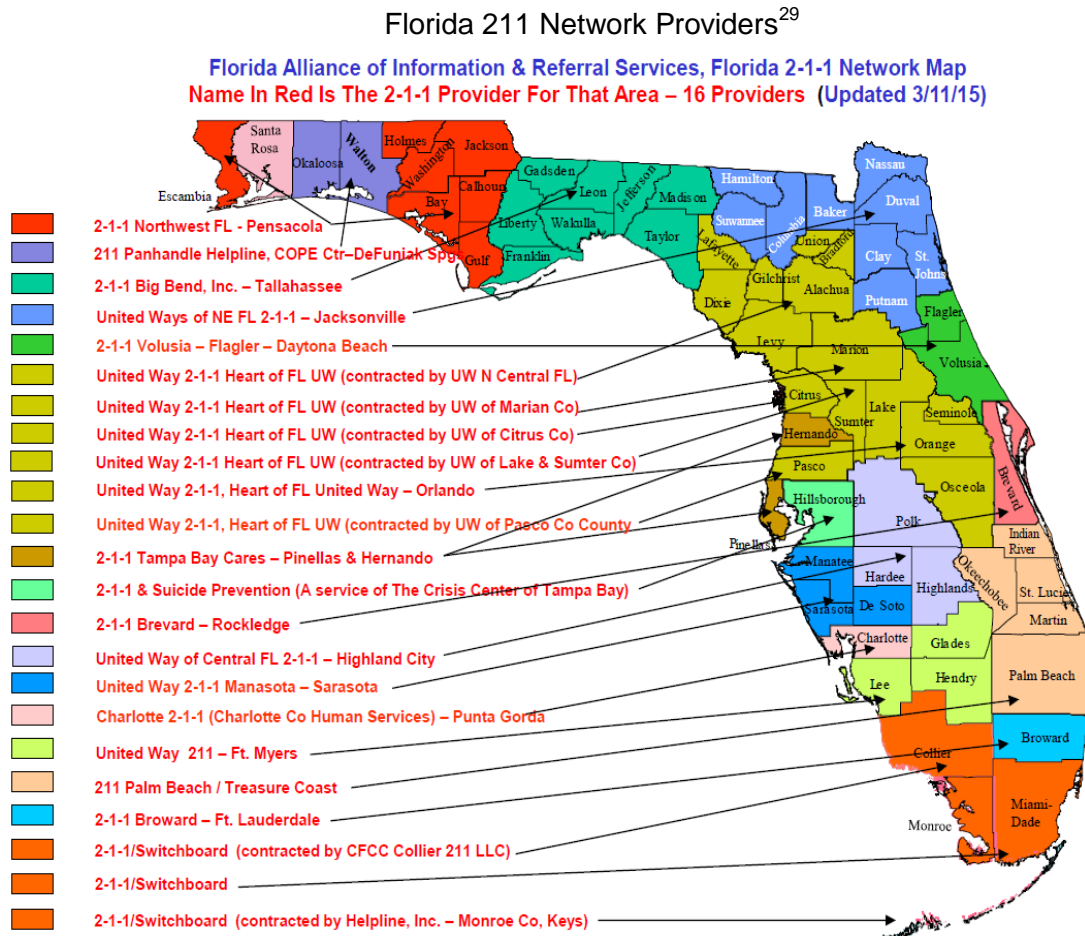 Florida 211 Network Providers29
Florida Alliance of Information & Referral Services, Florida 2-1-1 Network Map
Name In Red Is The 2-1-1 Provider For That Area – 16 Providers (Updated 3/11/15)
Escambia
Santa
Rosa
Okaloosa
Walton
Holmes
Washington
Jackson
Bay
Calhoun
Gulf
Gadsden
Liberty
Franklin
Leon
Wakulla
Jefferson
Madison
Taylor
Hamilton
Suwannee
Columbia
Baker
Nassau
Duval
Clay
St.
Johns
Putnam
Union
Bradford
Lafayette
Gilchrist
Alachua
Dixie
Levy
Marion
Flagler
Volusia
Citrus
Sumter
Lake
Seminole
Orange
Hernando
Pasco
Osceola
Brevard
Hillsborough
Polk
Pinellas
Indian
River
Manatee
Hardee
Highlands
Okeechobee
St. Lucie
Sarasota
De Soto
Martin
Charlotte
Glades
Lee
Hendry
Palm Beach
Collier
Broward
Monroe
Miami-
Dade
2-1-1 Northwest FL - Pensacola
211 Panhandle Helpline, COPE Ctr–DeFuniak Spgs
2-1-1 Big Bend, Inc. – Tallahassee
United Ways of NE FL 2-1-1 – Jacksonville
2-1-1 Volusia – Flagler – Daytona Beach
United Way 2-1-1 Heart of FL UW (contracted by UW N Central FL)
United Way 2-1-1 Heart of FL UW (contracted by UW of Marian Co)
United Way 2-1-1 Heart of FL UW (contracted by UW of Citrus Co)
United Way 2-1-1 Heart of FL UW (contracted by UW of Lake & Sumter Co)
United Way 2-1-1, Heart of FL United Way – Orlando
United Way 2-1-1, Heart of FL UW (contracted by UW of Pasco Co County
2-1-1 Tampa Bay Cares – Pinellas & Hernando
2-1-1 & Suicide Prevention (A service of The Crisis Center of Tampa Bay)
2-1-1 Brevard – Rockledge
United Way of Central FL 2-1-1 – Highland City
United Way 2-1-1 Manasota – Sarasota
Charlotte 2-1-1 (Charlotte Co Human Services) – Punta Gorda
United Way 211 – Ft. Myers
211 Palm Beach / Treasure Coast
2-1-1 Broward – Ft. Lauderdale
2-1-1/Switchboard (contracted by CFCC Collier 211 LLC)
2-1-1/Switchboard
2-1-1/Switchboard (contracted by Helpline, Inc. – Monroe Co, Keys)